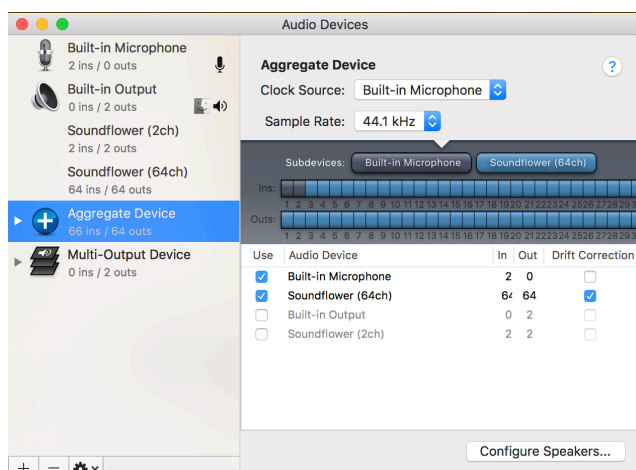 Audio Devices
Built-in Microphone
2 ins / 0 outs
Built-in Output
0 ins / 2 outs
Soundflower (2ch)
2 ins / 2 outs
Soundflower (64ch)
64 ins / 64 outs
Aggregate Device
66 ins / 64 outs
Multi-Output Device
0 ins / 2 outs
Aggregate Device
?
Clock Source: Built-in Microphone
Sample Rate: 44.1 kHz
Subdevices: Built-in Microphone Soundflower (64ch)
Ins:
1 2 3 4 5 6 7 8 9 10 11 12 13 14 15 16 17 18 19 20 21 22 23 24 25 26 27 28 29
Outs:
1 2 3 4 5 6 7 8 9 10 11 12 13 14 15 16 17 18 19 20 21 22 23 24 25 26 27 28 29
Use Audio Device In Out Drift Correction
Built-in Microphone 2 0
Soundflower (64ch) 64 64
Built-in Output 0 2
Soundflower (2ch) 2 2
Configure Speakers...